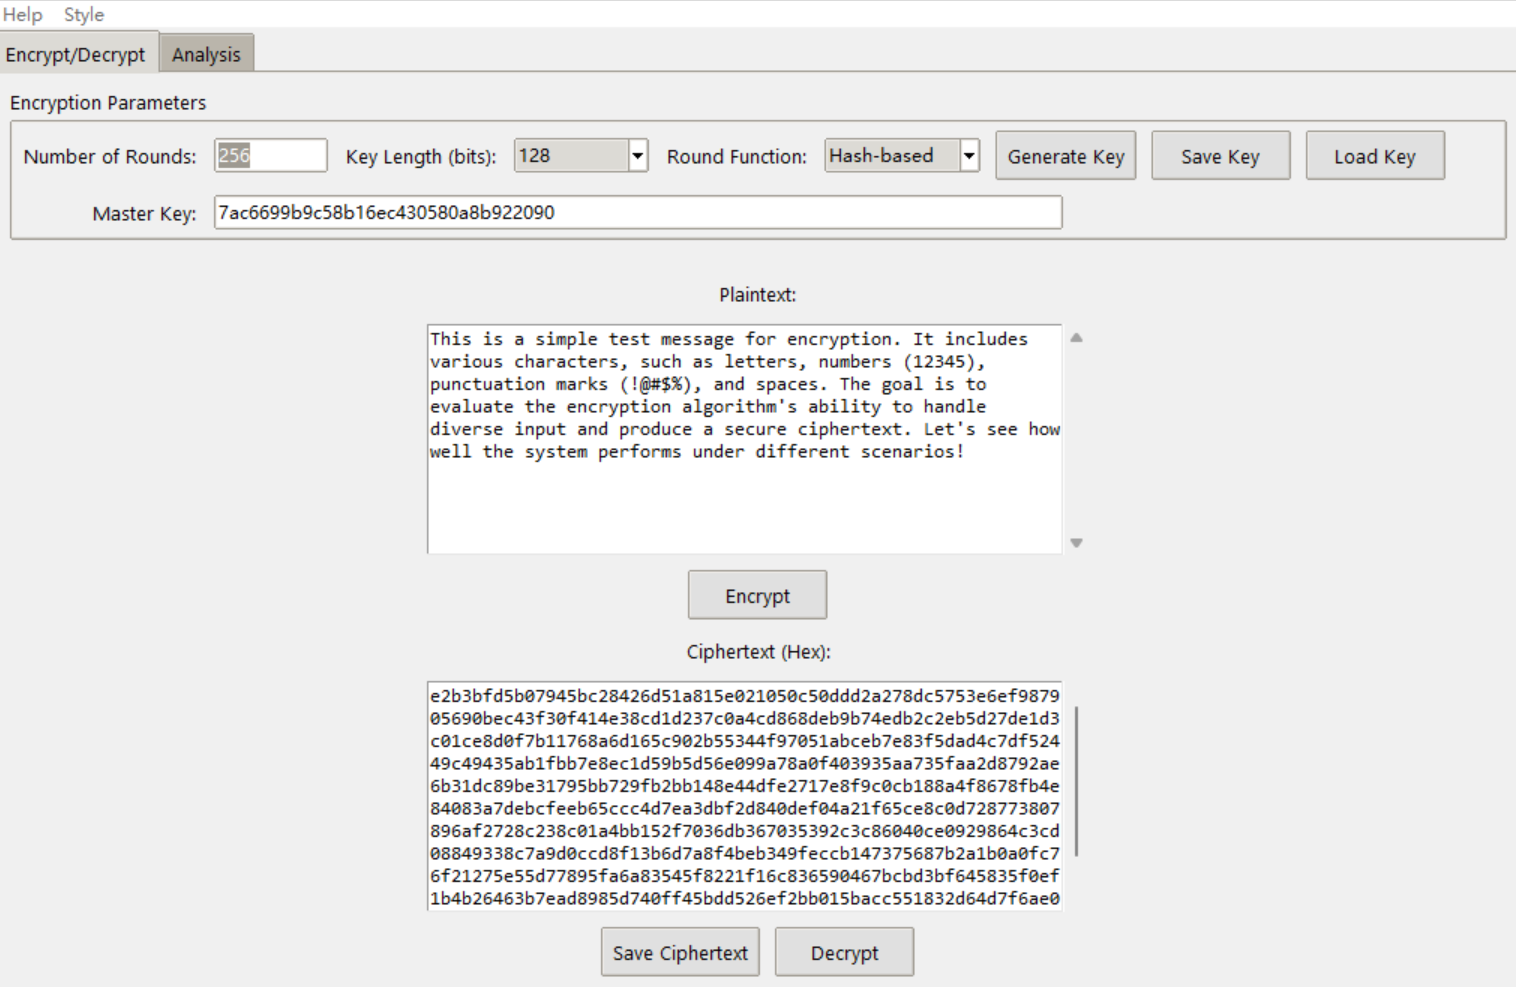 Help Style
Encrypt/Decrypt Analysis
Encryption Parameters
Number of Rounds: 256 Key Length (bits): 128 Round Function: Hash-based Generate Key Save Key Load Key
Master Key: 7ac6699b9c58b16ec430580a8b922090
Plaintext:
This is a simple test message for encryption. It includes
various characters, such as letters, numbers (12345),
punctuation marks (!@#$%), and spaces. The goal is to
evaluate the encryption algorithm's ability to handle
diverse input and produce a secure ciphertext. Let's see how
well the system performs under different scenarios!
Encrypt
Ciphertext (Hex):
e2b3bfd5b07945bc28426d51a815e021050c50ddd2a278dc5753e6ef9879
05690bec43f30f414e38cd1d237c0a4cd868deb9b74edb2c2eb5d27de1d3
c01ce8d0f7b11768a6d165c902b55344f97051abceb7e83f5dad4c7df524
49c49435ab1fbb7e8ec1d59b5d56e099a78a0f403935aa735faa2d8792ae
6b31dc89be31795bb729fb2bb148e44dfe2717e8f9c0cb188a4f8678fb4e
84083a7debcfeeb65ccc4d7ea3dbf2d840def04a21f65ce8c0d728773807
896af2728c238c01a4bb152f7036db367035392c3c86040ce0929864c3cd
08849338c7a9d0ccd8f13b6d7a8f4beb349feccb147375687b2a1b0a0fc7
6f21275e55d77895fa6a83545f8221f16c836590467bcbd3bf645835f0ef
1b4b26463b7ead8985d740ff45bdd526ef2bb015bacc551832d64d7f6ae0
Save Ciphertext Decrypt